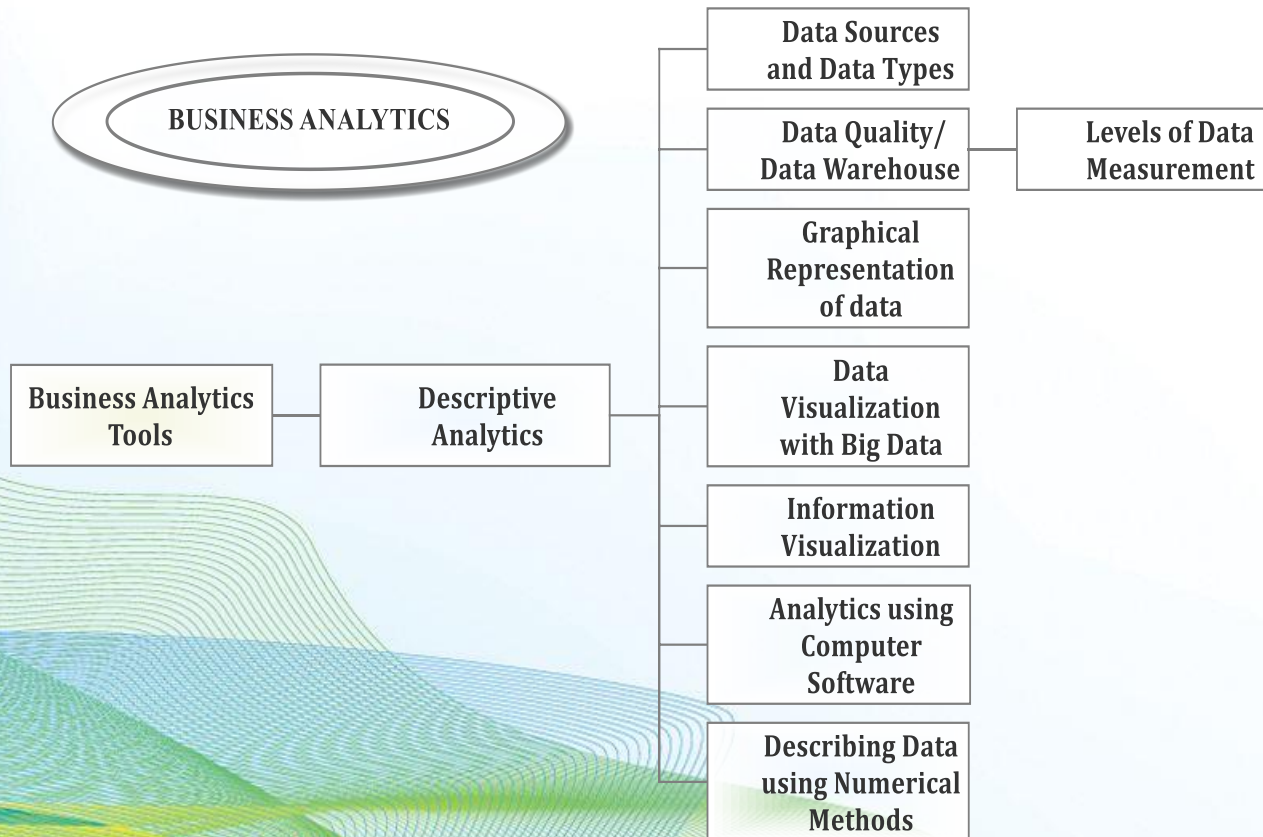 BUSINESS ANALYTICS
Business Analytics
Tools
Descriptive
Analytics
Data Sources
and Data Types
Data Quality/
Data Warehouse
Levels of Data
Measurement
Graphical
Representation
of data
Data
Visualization
with Big Data
Information
Visualization
Analytics using
Computer
Software
Describing Data
using Numerical
Methods